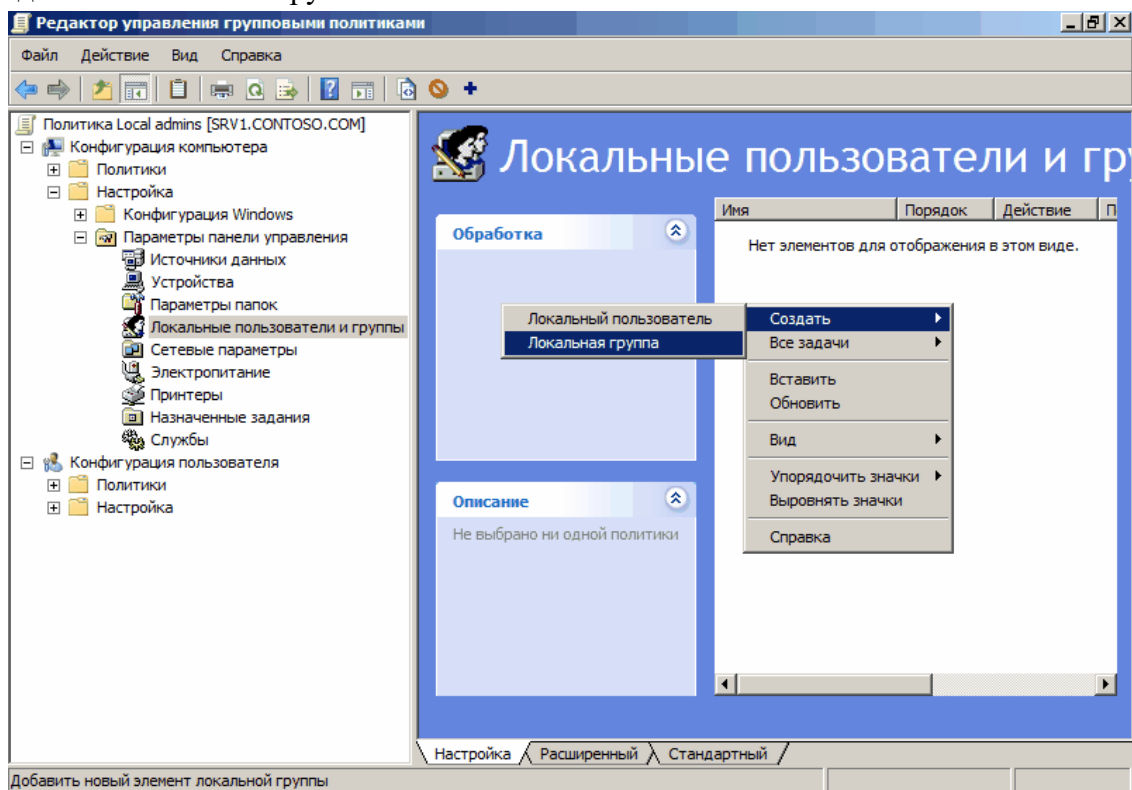 Редактор управления групповыми политиками
Файл Действие Вид Справка
Политика Local admins [SRV1.CONTOSO.COM]
Конфигурация компьютера
Политики
Настройка
Конфигурация Windows
Параметры панели управления
Источники данных
Устройства
Параметры папок
Локальные пользователи и группы
Сетевые параметры
Электропитание
Принтеры
Назначенные задания
Службы
Конфигурация пользователя
Политики
Настройка
Локальные пользователи и гру
Обработка
Описание
Не выбрано ни одной политики
Имя Порядок Действие П
Нет элементов для отображения в этом виде.
Локальный пользователь
Локальная группа
Создать
Все задачи
Вставить
Обновить
Вид
Упорядочить значки
Выровнять значки
Справка
Настройка Расширенный Стандартный
Добавить новый элемент локальной группы